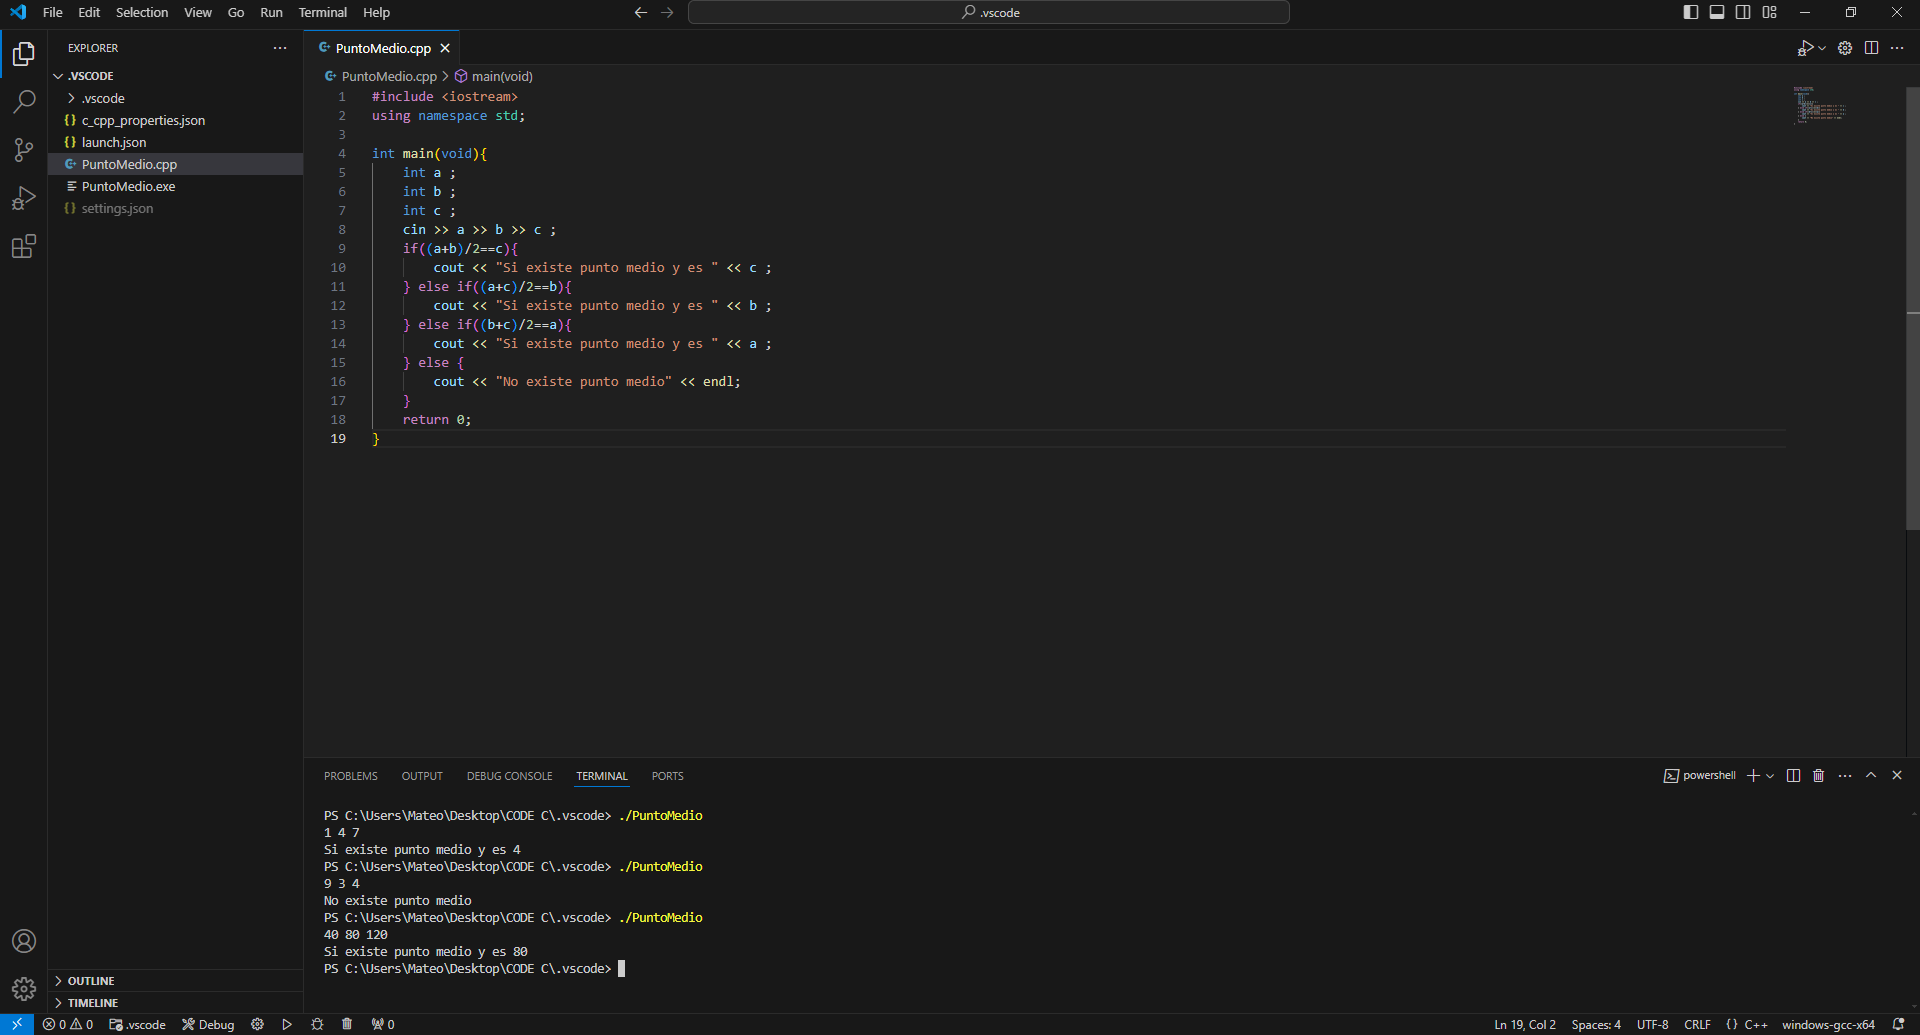 File Edit Selection View Go Run Terminal Help
.vscode
EXPLORER
.VSCODE
.vscode
c_cpp_properties.json
launch.json
PuntoMedio.cpp
PuntoMedio.exe
settings.json
OUTLINE
TIMELINE
PuntoMedio.cpp
PuntoMedio.cpp > main(void)
1 #include <iostream>
2 using namespace std;
3
4 int main(void){
5 int a ;
6 int b ;
7 int c ;
8 cin >> a >> b >> c ;
9 if((a+b)/2==c){
10 cout << "Si existe punto medio y es " << c ;
11 } else if((a+c)/2==b){
12 cout << "Si existe punto medio y es " << b ;
13 } else if((b+c)/2==a){
14 cout << "Si existe punto medio y es " << a ;
15 } else {
16 cout << "No existe punto medio" << endl;
17 }
18 return 0;
19 }
PROBLEMS OUTPUT DEBUG CONSOLE TERMINAL PORTS
powershell
PS C:\Users\Mateo\Desktop\CODE C\.vscode> ./PuntoMedio
1 4 7
Si existe punto medio y es 4
PS C:\Users\Mateo\Desktop\CODE C\.vscode> ./PuntoMedio
9 3 4
No existe punto medio
PS C:\Users\Mateo\Desktop\CODE C\.vscode> ./PuntoMedio
40 80 120
Si existe punto medio y es 80
PS C:\Users\Mateo\Desktop\CODE C\.vscode>
0 0 .vscode Debug 0 Ln 19, Col 2 Spaces: 4 UTF-8 CRLF {} C++ windows-gcc-x64